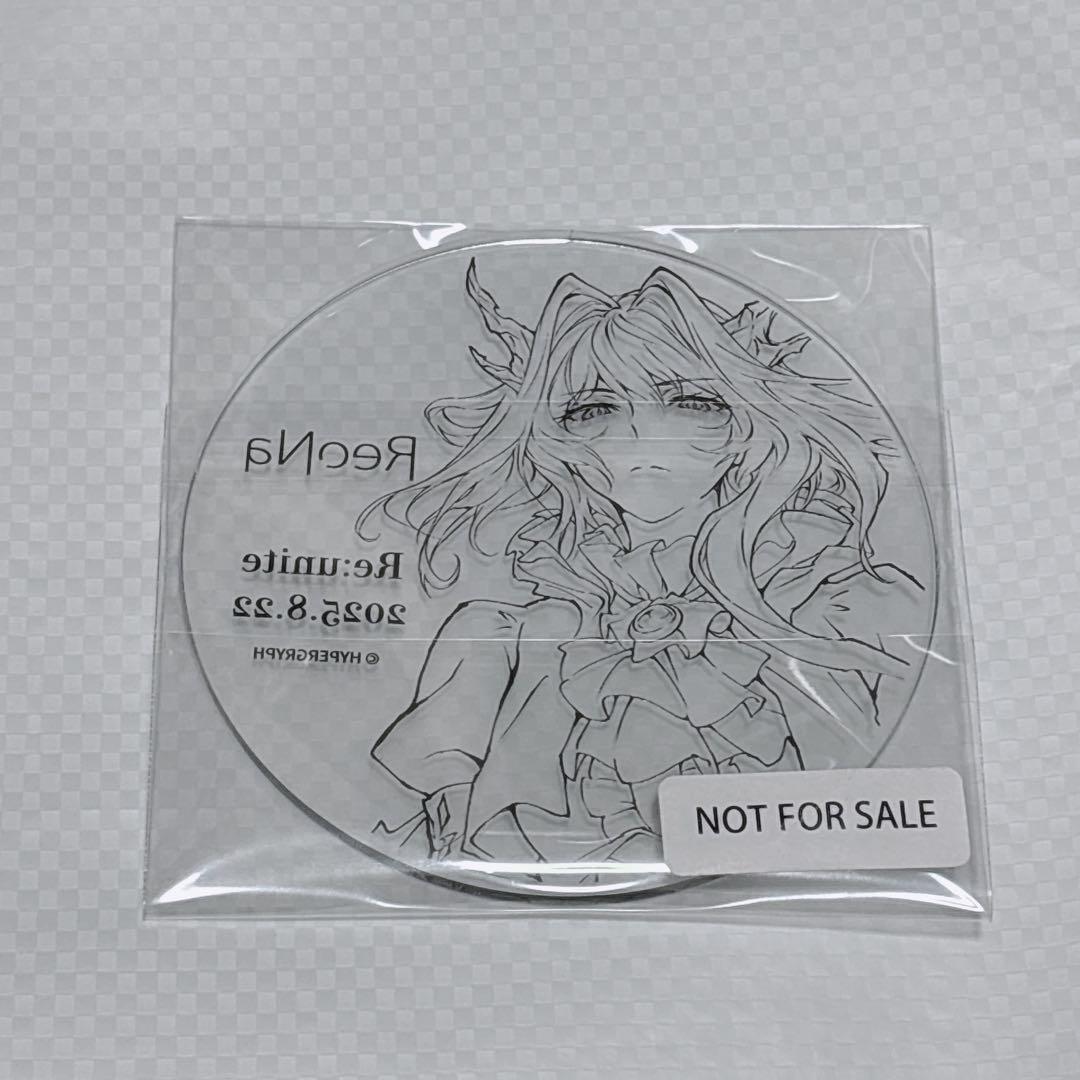 ReoNa
Re:unite
2025.8.22
© HYPERGRYPH
NOT FOR SALE